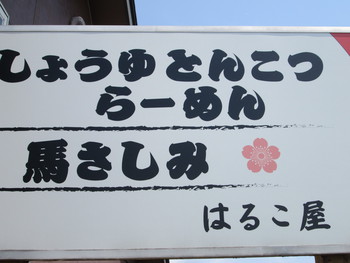 しょうゆとんこつ
らーめん
馬さしみ
はるこ屋